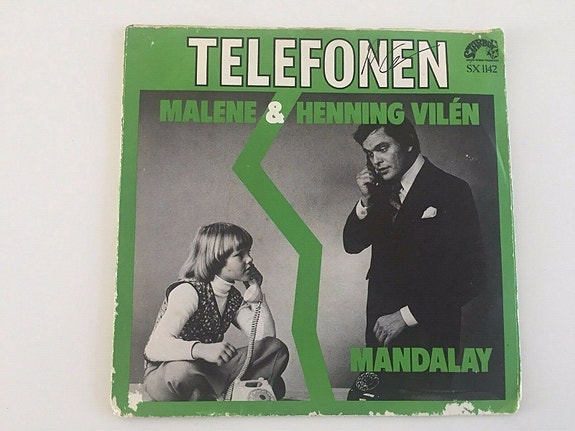 TELEFONEN
SX 1142
MALENE & HENNING VILÉN
MANDALAY